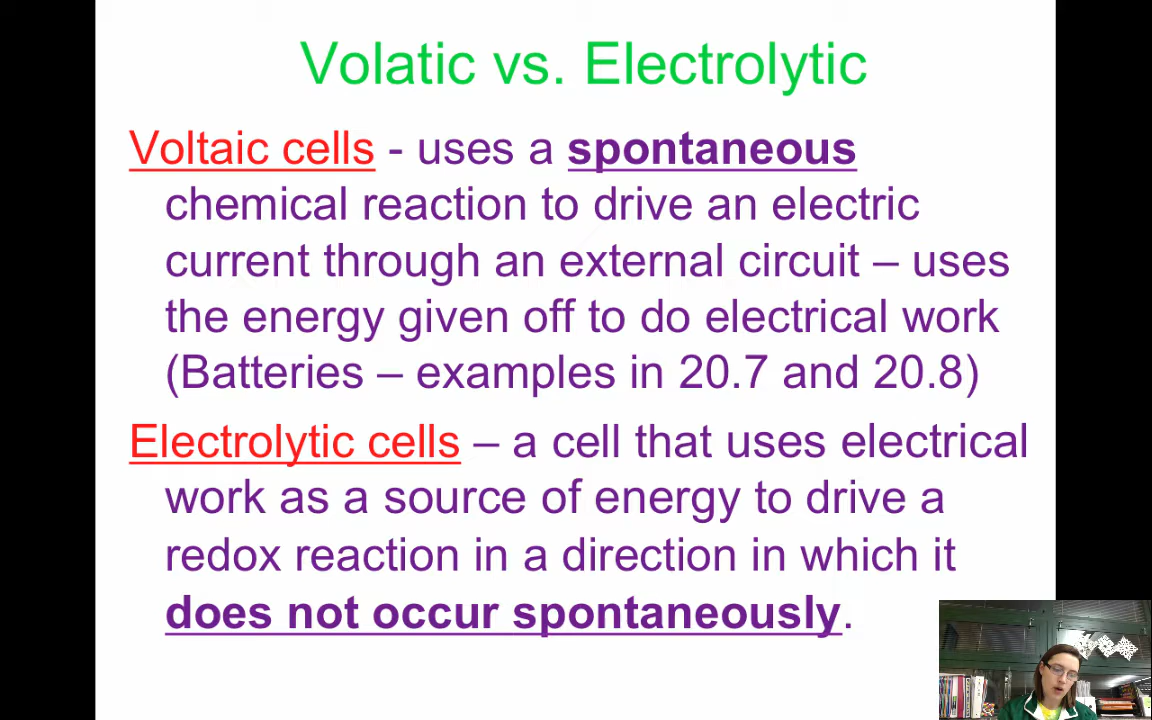 Volatic vs. Electrolytic
Voltaic cells - uses a spontaneous
chemical reaction to drive an electric
current through an external circuit – uses
the energy given off to do electrical work
(Batteries – examples in 20.7 and 20.8)
Electrolytic cells – a cell that uses electrical
work as a source of energy to drive a
redox reaction in a direction in which it
does not occur spontaneously.